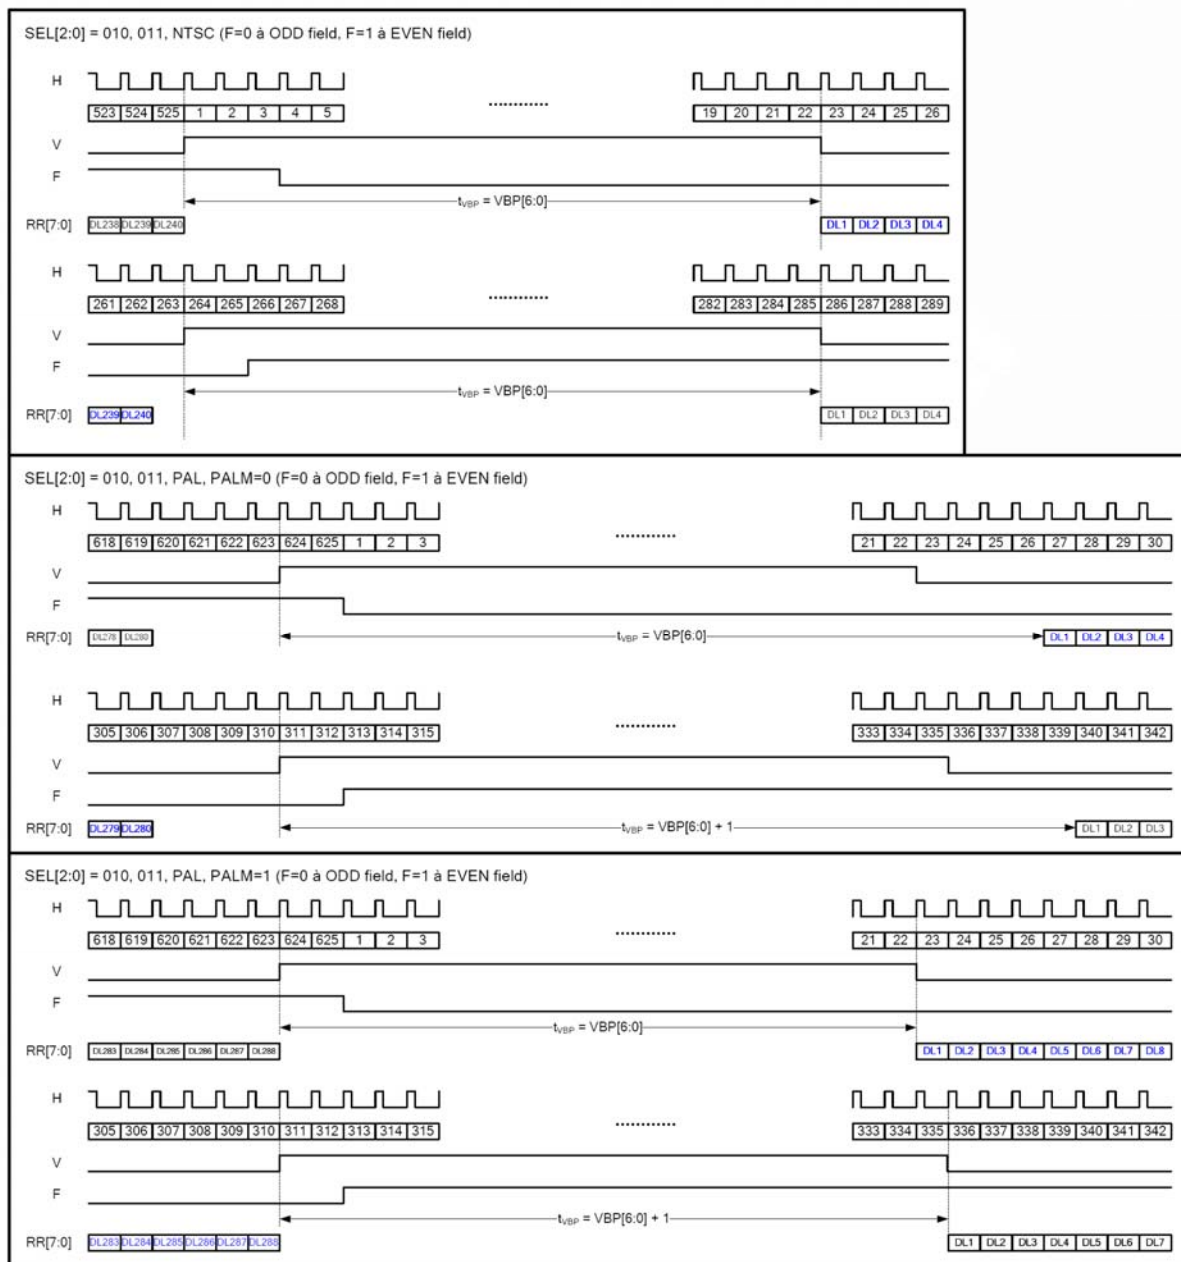 SEL[2:0] = 010, 011, NTSC (F=0 à ODD field, F=1 à EVEN field)
H
523 524 525 1 2 3 4 5 ............ 19 20 21 22 23 24 25 26
V
F
tVBP = VBP[6:0]
RR[7:0] DL238 DL239 DL240 DL1 DL2 DL3 DL4
H
261 262 263 264 265 266 267 268 ............ 282 283 284 285 286 287 288 289
V
F
tVBP = VBP[6:0]
RR[7:0] DL239 DL240 DL1 DL2 DL3 DL4
SEL[2:0] = 010, 011, PAL, PALM=0 (F=0 à ODD field, F=1 à EVEN field)
H
618 619 620 621 622 623 624 625 1 2 3 ............ 21 22 23 24 25 26 27 28 29 30
V
F
RR[7:0] DL278 DL280 tVBP = VBP[6:0] DL1 DL2 DL3 DL4
H
305 306 307 308 309 310 311 312 313 314 315 ............ 333 334 335 336 337 338 339 340 341 342
V
F
RR[7:0] DL279 DL280 tVBP = VBP[6:0] + 1 DL1 DL2 DL3
SEL[2:0] = 010, 011, PAL, PALM=1 (F=0 à ODD field, F=1 à EVEN field)
H
618 619 620 621 622 623 624 625 1 2 3 ............ 21 22 23 24 25 26 27 28 29 30
V
F
tVBP = VBP[6:0]
RR[7:0] DL283 DL284 DL285 DL286 DL287 DL288 DL1 DL2 DL3 DL4 DL5 DL6 DL7 DL8
H
305 306 307 308 309 310 311 312 313 314 315 ............ 333 334 335 336 337 338 339 340 341 342
V
F
tVBP = VBP[6:0] + 1
RR[7:0] DL283 DL284 DL285 DL286 DL287 DL288 DL1 DL2 DL3 DL4 DL5 DL6 DL7